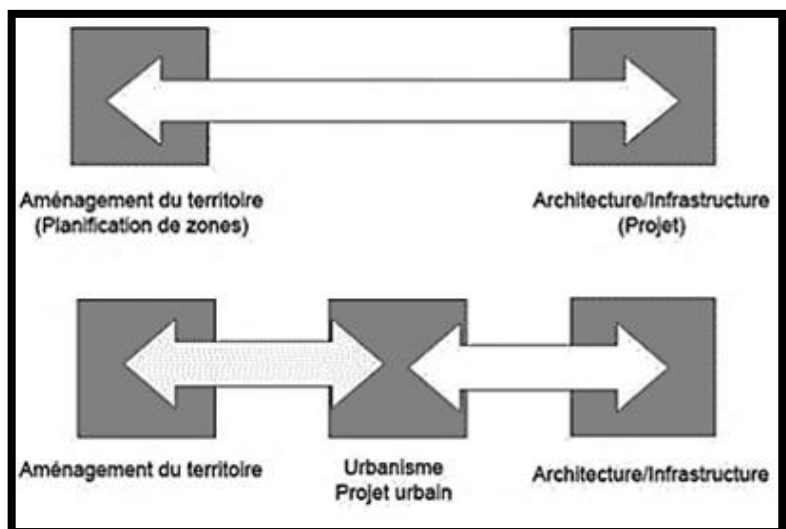 Aménagement du territoire
(Planification de zones)
Architecture/Infrastructure
(Projet)
Aménagement du territoire
Urbanisme
Projet urbain
Architecture/Infrastructure